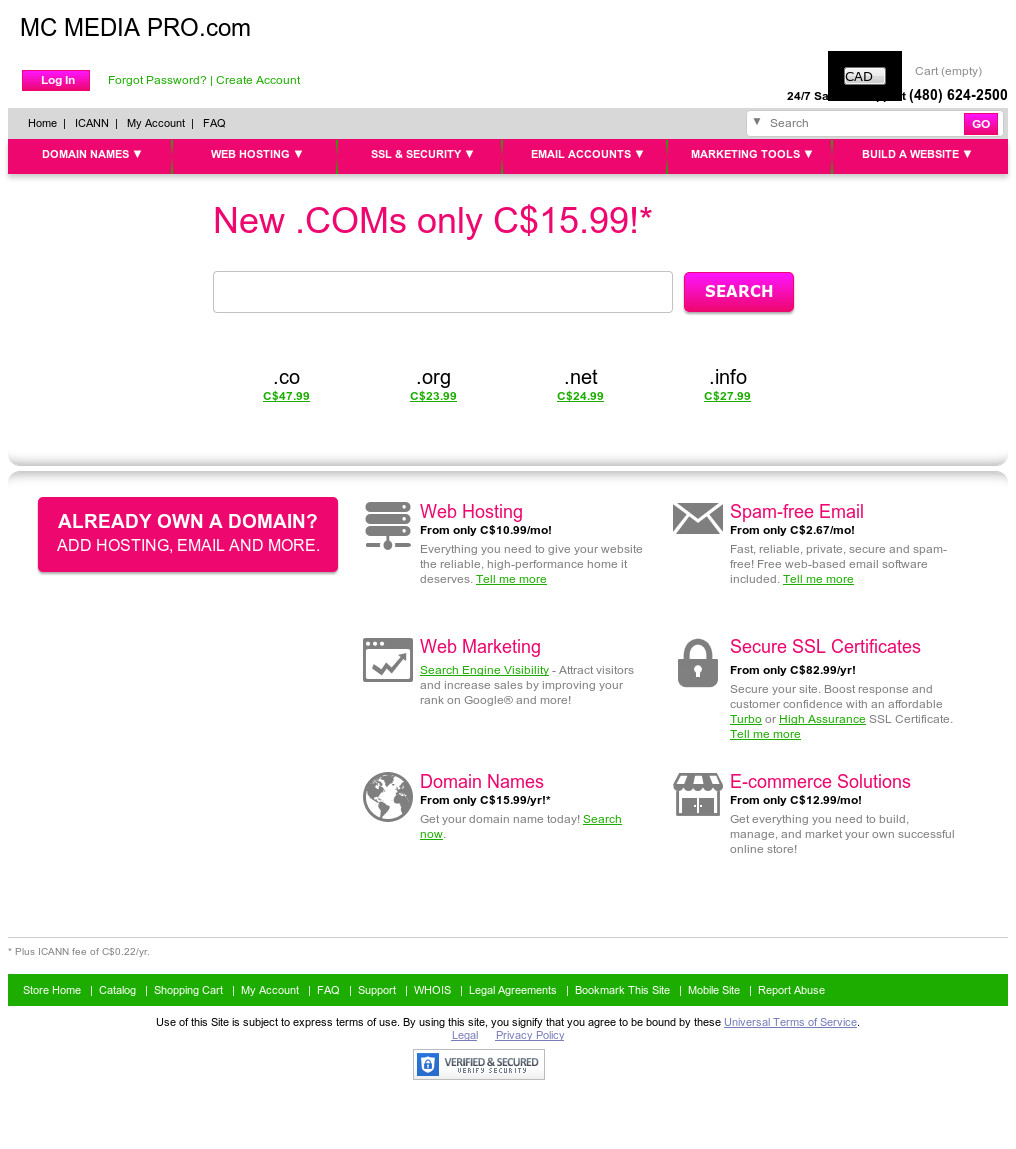 MC MEDIA PRO.com
Log In
Forgot Password? | Create Account
CAD
Cart (empty)
24/7 (480) 624-2500
Home | ICANN | My Account | FAQ
▼ Search GO
DOMAIN NAMES ▼ WEB HOSTING ▼ SSL & SECURITY ▼ EMAIL ACCOUNTS ▼ MARKETING TOOLS ▼ BUILD A WEBSITE ▼
New .COMs only C$15.99!*
SEARCH
.co .org .net .info
C$47.99 C$23.99 C$24.99 C$27.99
ALREADY OWN A DOMAIN?
ADD HOSTING, EMAIL AND MORE.
Web Hosting
From only C$10.99/mo!
Everything you need to give your website
the reliable, high-performance home it
deserves. Tell me more
Spam-free Email
From only C$2.67/mo!
Fast, reliable, private, secure and spam-
free! Free web-based email software
included. Tell me more
Web Marketing
Search Engine Visibility - Attract visitors
and increase sales by improving your
rank on Google® and more!
Secure SSL Certificates
From only C$82.99/yr!
Secure your site. Boost response and
customer confidence with an affordable
Turbo or High Assurance SSL Certificate.
Tell me more
Domain Names
From only C$15.99/yr!*
Get your domain name today! Search
now.
E-commerce Solutions
From only C$12.99/mo!
Get everything you need to build,
manage, and market your own successful
online store!
* Plus ICANN fee of C$0.22/yr.
Store Home | Catalog | Shopping Cart | My Account | FAQ | Support | WHOIS | Legal Agreements | Bookmark This Site | Mobile Site | Report Abuse
Use of this Site is subject to express terms of use. By using this site, you signify that you agree to be bound by these Universal Terms of Service.
Legal Privacy Policy
VERIFIED & SECURED
VERIFY SECURITY